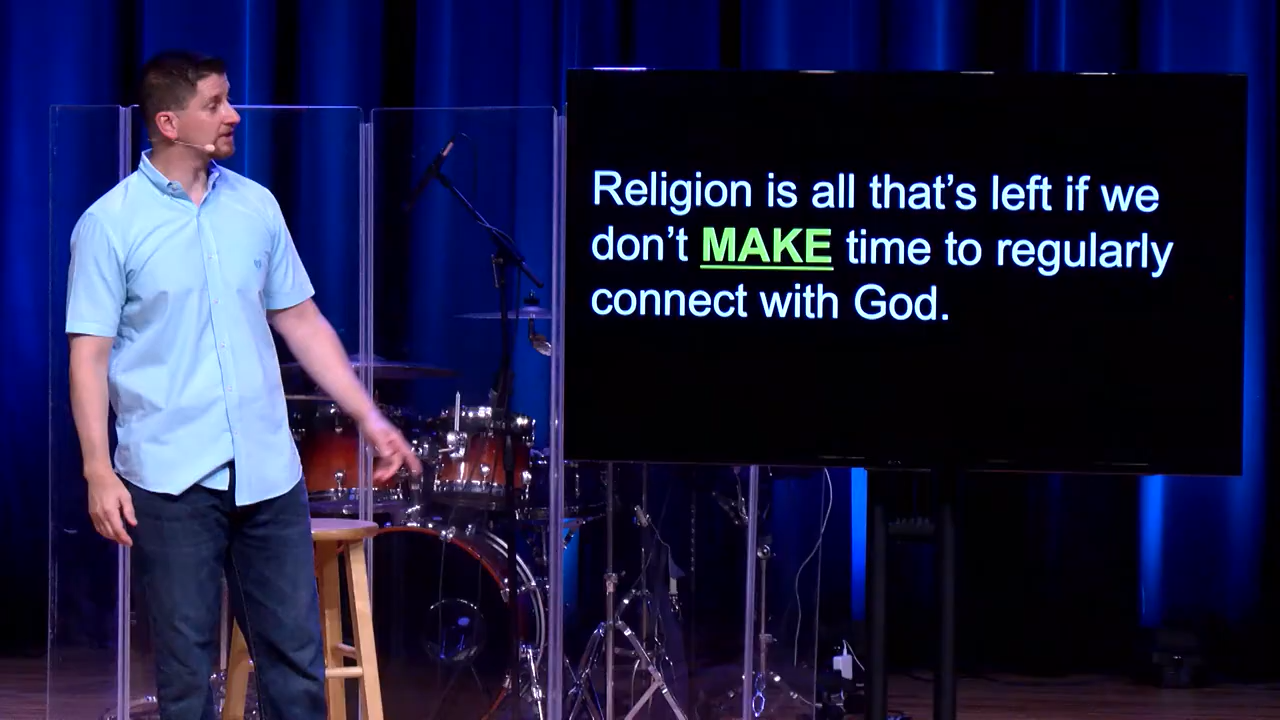 Religion is all that's left if we
don't MAKE time to regularly
connect with God.